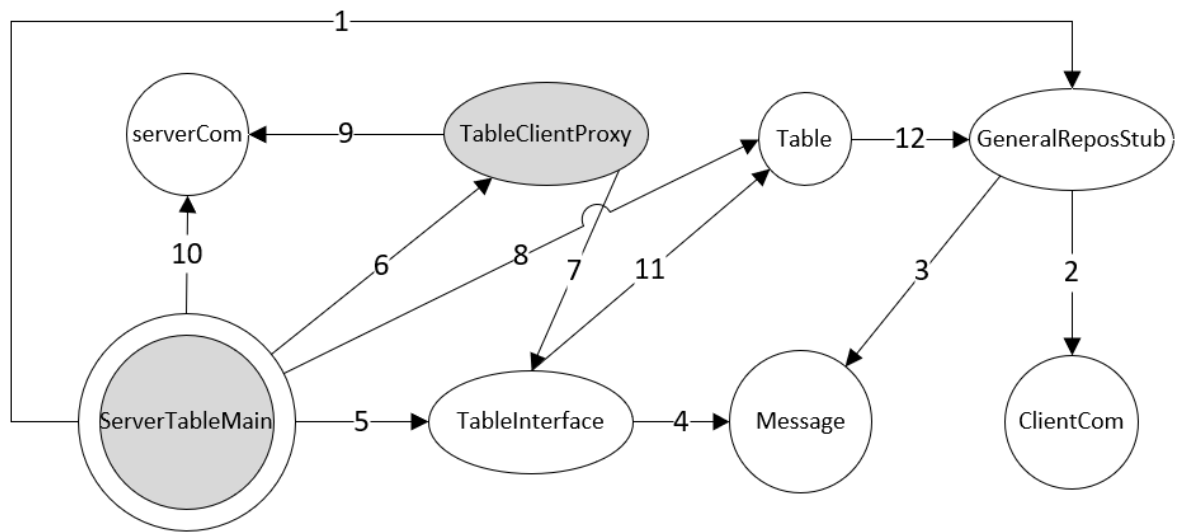 1
serverCom
9
TableClientProxy
Table
12
GeneralReposStub
10
6
8
7
11
3
2
ServerTableMain
5
TableInterface
4
Message
ClientCom